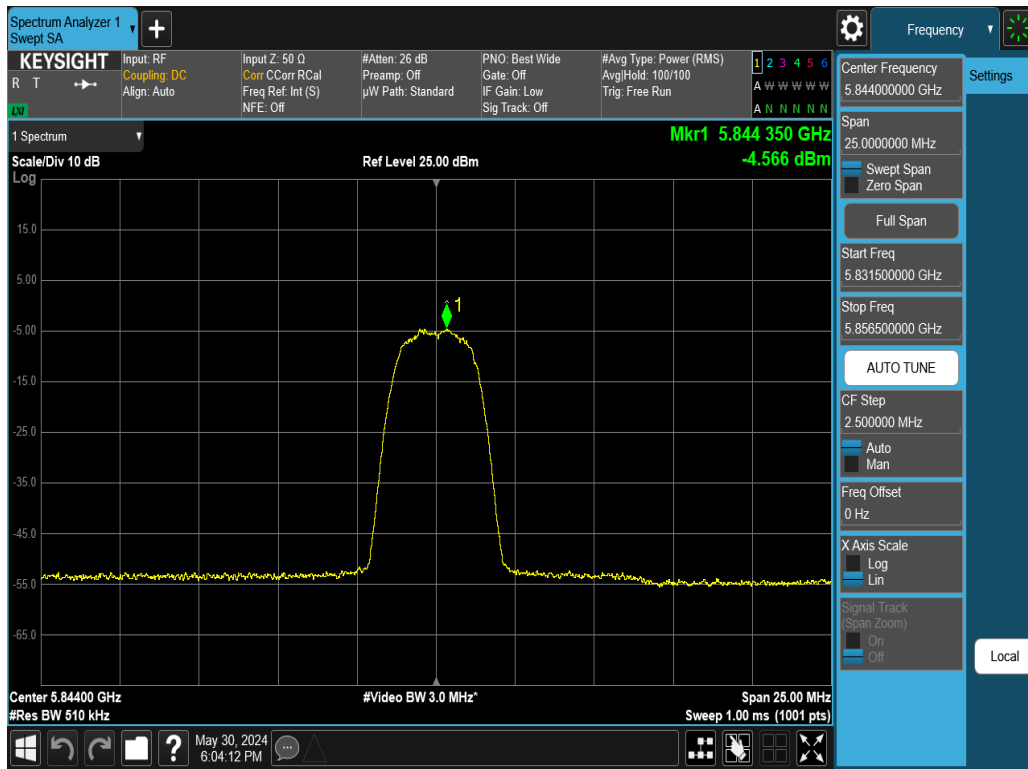 Spectrum Analyzer 1
Swept SA
+
Frequency
KEYSIGHT
R T
LXI
Input: RF
Coupling: DC
Align: Auto
Input Z: 50 Ω
Corr CCorr RCal
Freq Ref: Int (S)
NFE: Off
#Atten: 26 dB
Preamp: Off
µW Path: Standard
PNO: Best Wide
Gate: Off
IF Gain: Low
Sig Track: Off
#Avg Type: Power (RMS)
Avg|Hold: 100/100
Trig: Free Run
1 2 3 4 5 6
A W W W W W
A N N N N N
1 Spectrum
Scale/Div 10 dB
Log
Ref Level 25.00 dBm
Mkr1 5.844 350 GHz
-4.566 dBm
15.0
5.00
-5.00
-15.0
-25.0
-35.0
-45.0
-55.0
-65.0
1
Center 5.84400 GHz
#Res BW 510 kHz
#Video BW 3.0 MHz*
Span 25.00 MHz
Sweep 1.00 ms (1001 pts)
Center Frequency
5.844000000 GHz
Span
25.0000000 MHz
Swept Span
Zero Span
Full Span
Start Freq
5.831500000 GHz
Stop Freq
5.856500000 GHz
AUTO TUNE
CF Step
2.500000 MHz
Auto
Man
Freq Offset
0 Hz
X Axis Scale
Log
Lin
Signal Track
(Span Zoom)
On
Off
Settings
Local
?
May 30, 2024
6:04:12 PM